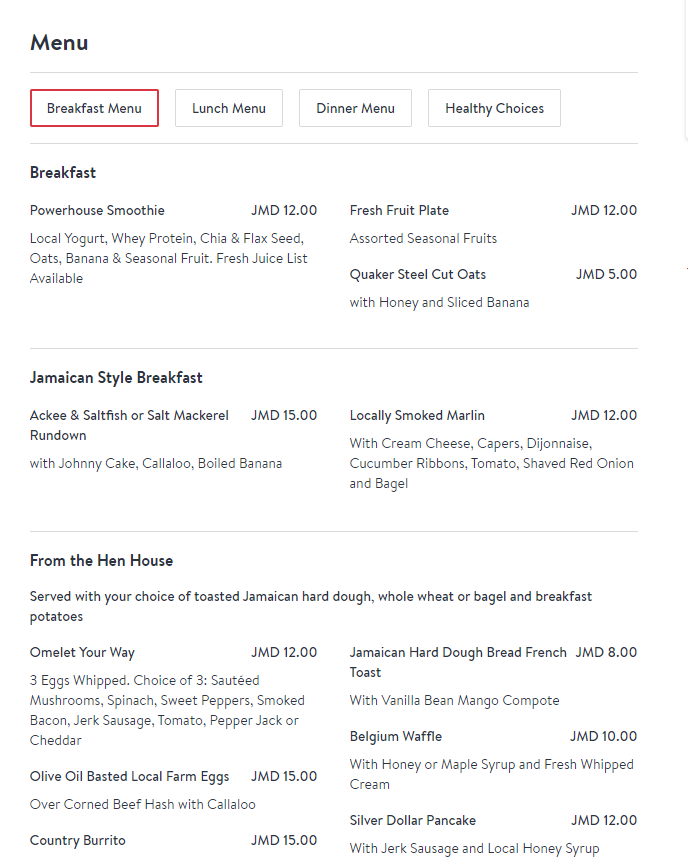 Menu
Breakfast Menu
Lunch Menu
Dinner Menu
Healthy Choices
Breakfast
Powerhouse Smoothie JMD 12.00
Local Yogurt, Whey Protein, Chia & Flax Seed,
Oats, Banana & Seasonal Fruit. Fresh Juice List
Available
Fresh Fruit Plate JMD 12.00
Assorted Seasonal Fruits
Quaker Steel Cut Oats JMD 5.00
with Honey and Sliced Banana
Jamaican Style Breakfast
Ackee & Saltfish or Salt Mackerel JMD 15.00
Rundown
with Johnny Cake, Callaloo, Boiled Banana
Locally Smoked Marlin JMD 12.00
With Cream Cheese, Capers, Dijonnaise,
Cucumber Ribbons, Tomato, Shaved Red Onion
and Bagel
From the Hen House
Served with your choice of toasted Jamaican hard dough, whole wheat or bagel and breakfast
potatoes
Omelet Your Way JMD 12.00
3 Eggs Whipped. Choice of 3: Sautéed
Mushrooms, Spinach, Sweet Peppers, Smoked
Bacon, Jerk Sausage, Tomato, Pepper Jack or
Cheddar
Olive Oil Basted Local Farm Eggs JMD 15.00
Over Corned Beef Hash with Callaloo
Country Burrito JMD 15.00
Jamaican Hard Dough Bread French JMD 8.00
Toast
With Vanilla Bean Mango Compote
Belgium Waffle JMD 10.00
With Honey or Maple Syrup and Fresh Whipped
Cream
Silver Dollar Pancake JMD 12.00
With Jerk Sausage and Local Honey Syrup